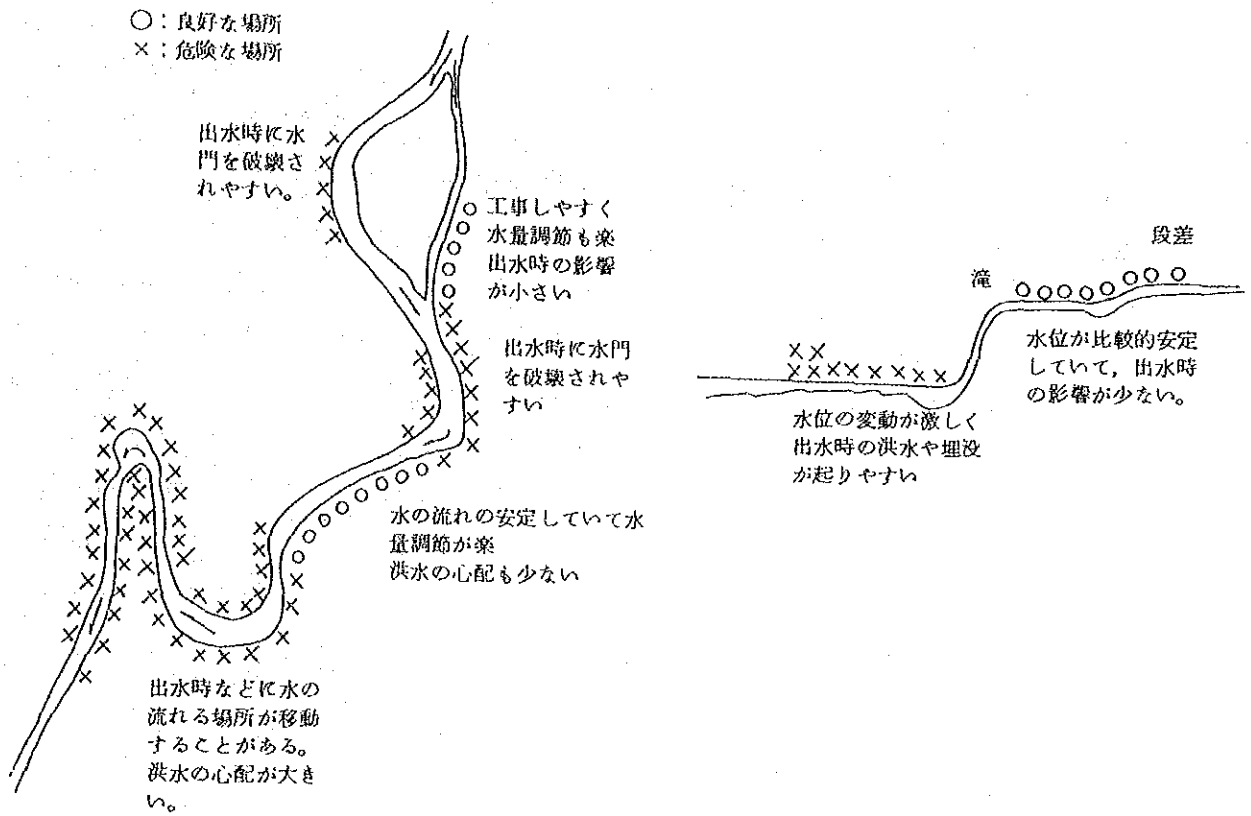 ○：良好な場所
×：危険な場所
出水時に水
門を破壊さ
れやすい。
工事しやすく
水量調節も楽
出水時の影響
が小さい
出水時に水門
を破壊されや
すい
水の流れの安定していて水
量調節が楽
洪水の心配も少ない
出水時などに水の
流れる場所が移動
することがある。
洪水の心配が大き
い。
段差
滝
水位が比較的安定
していて，出水時
の影響が少ない。
水位の変動が激しく
出水時の洪水や埋没
が起りやすい